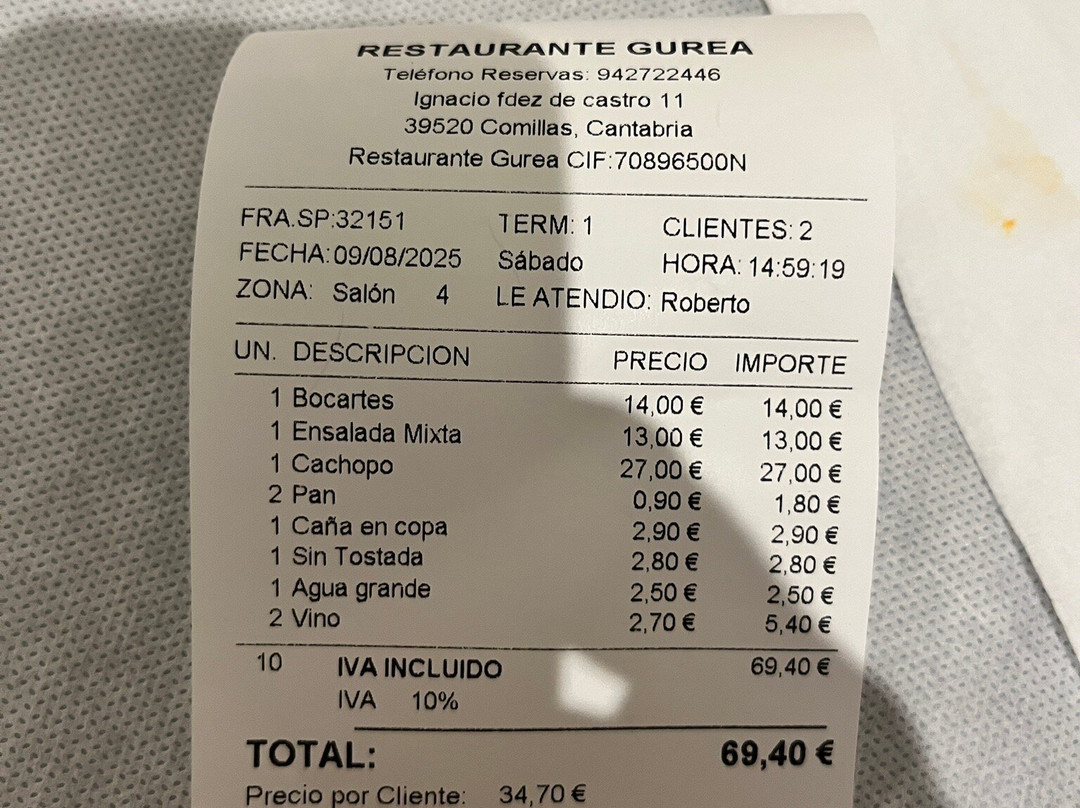 RESTAURANTE GUREA
Teléfono Reservas: 942722446
Ignacio fdez de castro 11
39520 Comillas, Cantabria
Restaurante Gurea CIF:70896500N
FRA.SP:32151 TERM: 1 CLIENTES: 2
FECHA:09/08/2025 Sábado HORA: 14:59:19
ZONA: Salón 4 LE ATENDIO: Roberto
UN. DESCRIPCION PRECIO IMPORTE
1 Bocartes 14,00 € 14,00 €
1 Ensalada Mixta 13,00 € 13,00 €
1 Cachopo 27,00 € 27,00 €
2 Pan 0,90 € 1,80 €
1 Caña en copa 2,90 € 2,90 €
1 Sin Tostada 2,80 € 2,80 €
1 Agua grande 2,50 € 2,50 €
2 Vino 2,70 € 5,40 €
10 IVA INCLUIDO 69,40 €
IVA 10%
TOTAL: 69,40 €
Precio por Cliente: 34,70 €